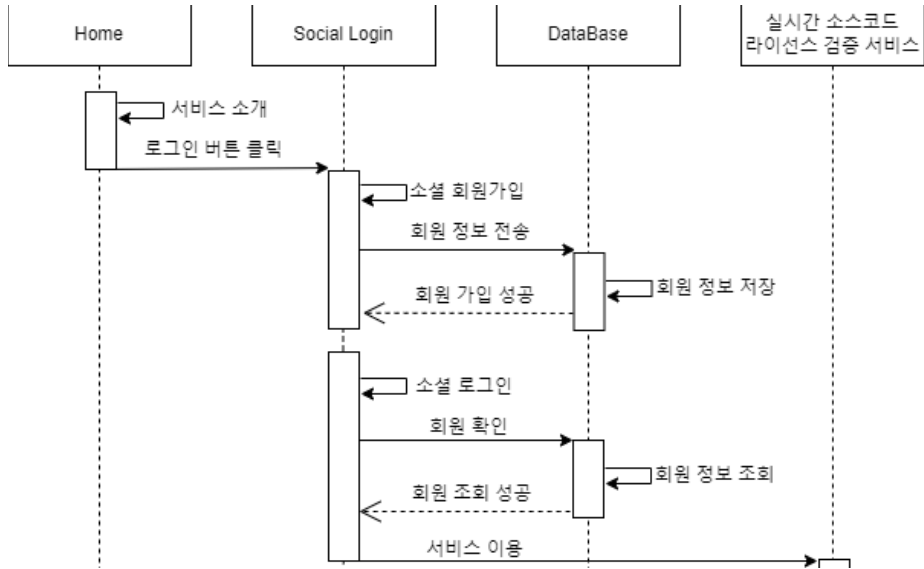 Home
Social Login
DataBase
실시간 소스코드
라이선스 검증 서비스
서비스 소개
로그인 버튼 클릭
소셜 회원가입
회원 정보 전송
회원 정보 저장
회원 가입 성공
소셜 로그인
회원 확인
회원 정보 조회
회원 조회 성공
서비스 이용